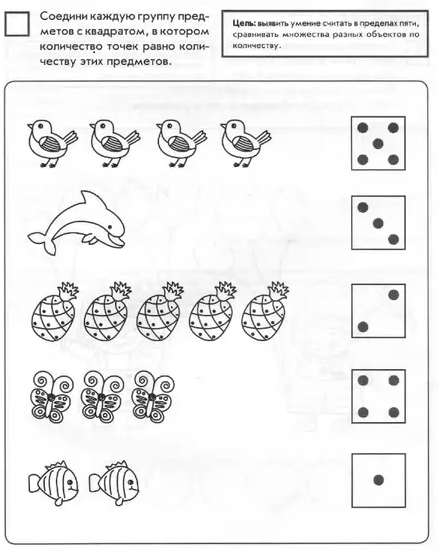 Соедини каждую группу пред-
метов с квадратом, в котором
количество точек равно коли-
честву этих предметов.
Цель: выявить умение считать в пределах пяти,
сравнивать множества разных объектов по
количеству.